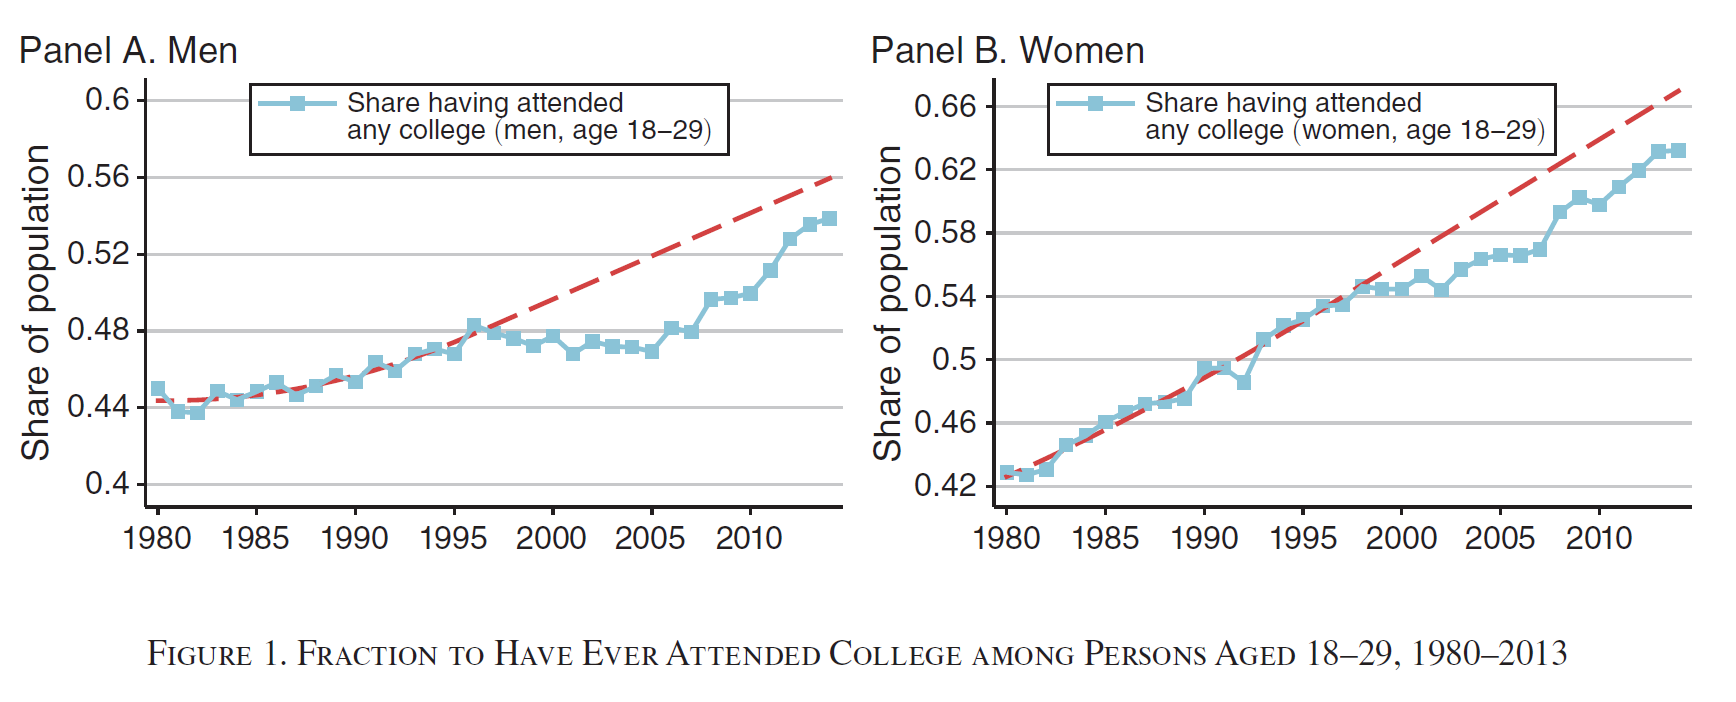 Panel A. Men
Share having attended
any college (men, age 18–29)
Share of population
0.6
0.56
0.52
0.48
0.44
0.4
1980 1985 1990 1995 2000 2005 2010
Panel B. Women
Share having attended
any college (women, age 18–29)
Share of population
0.66
0.62
0.58
0.54
0.5
0.46
0.42
1980 1985 1990 1995 2000 2005 2010
FIGURE 1. FRACTION TO HAVE EVER ATTENDED COLLEGE AMONG PERSONS AGED 18–29, 1980–2013